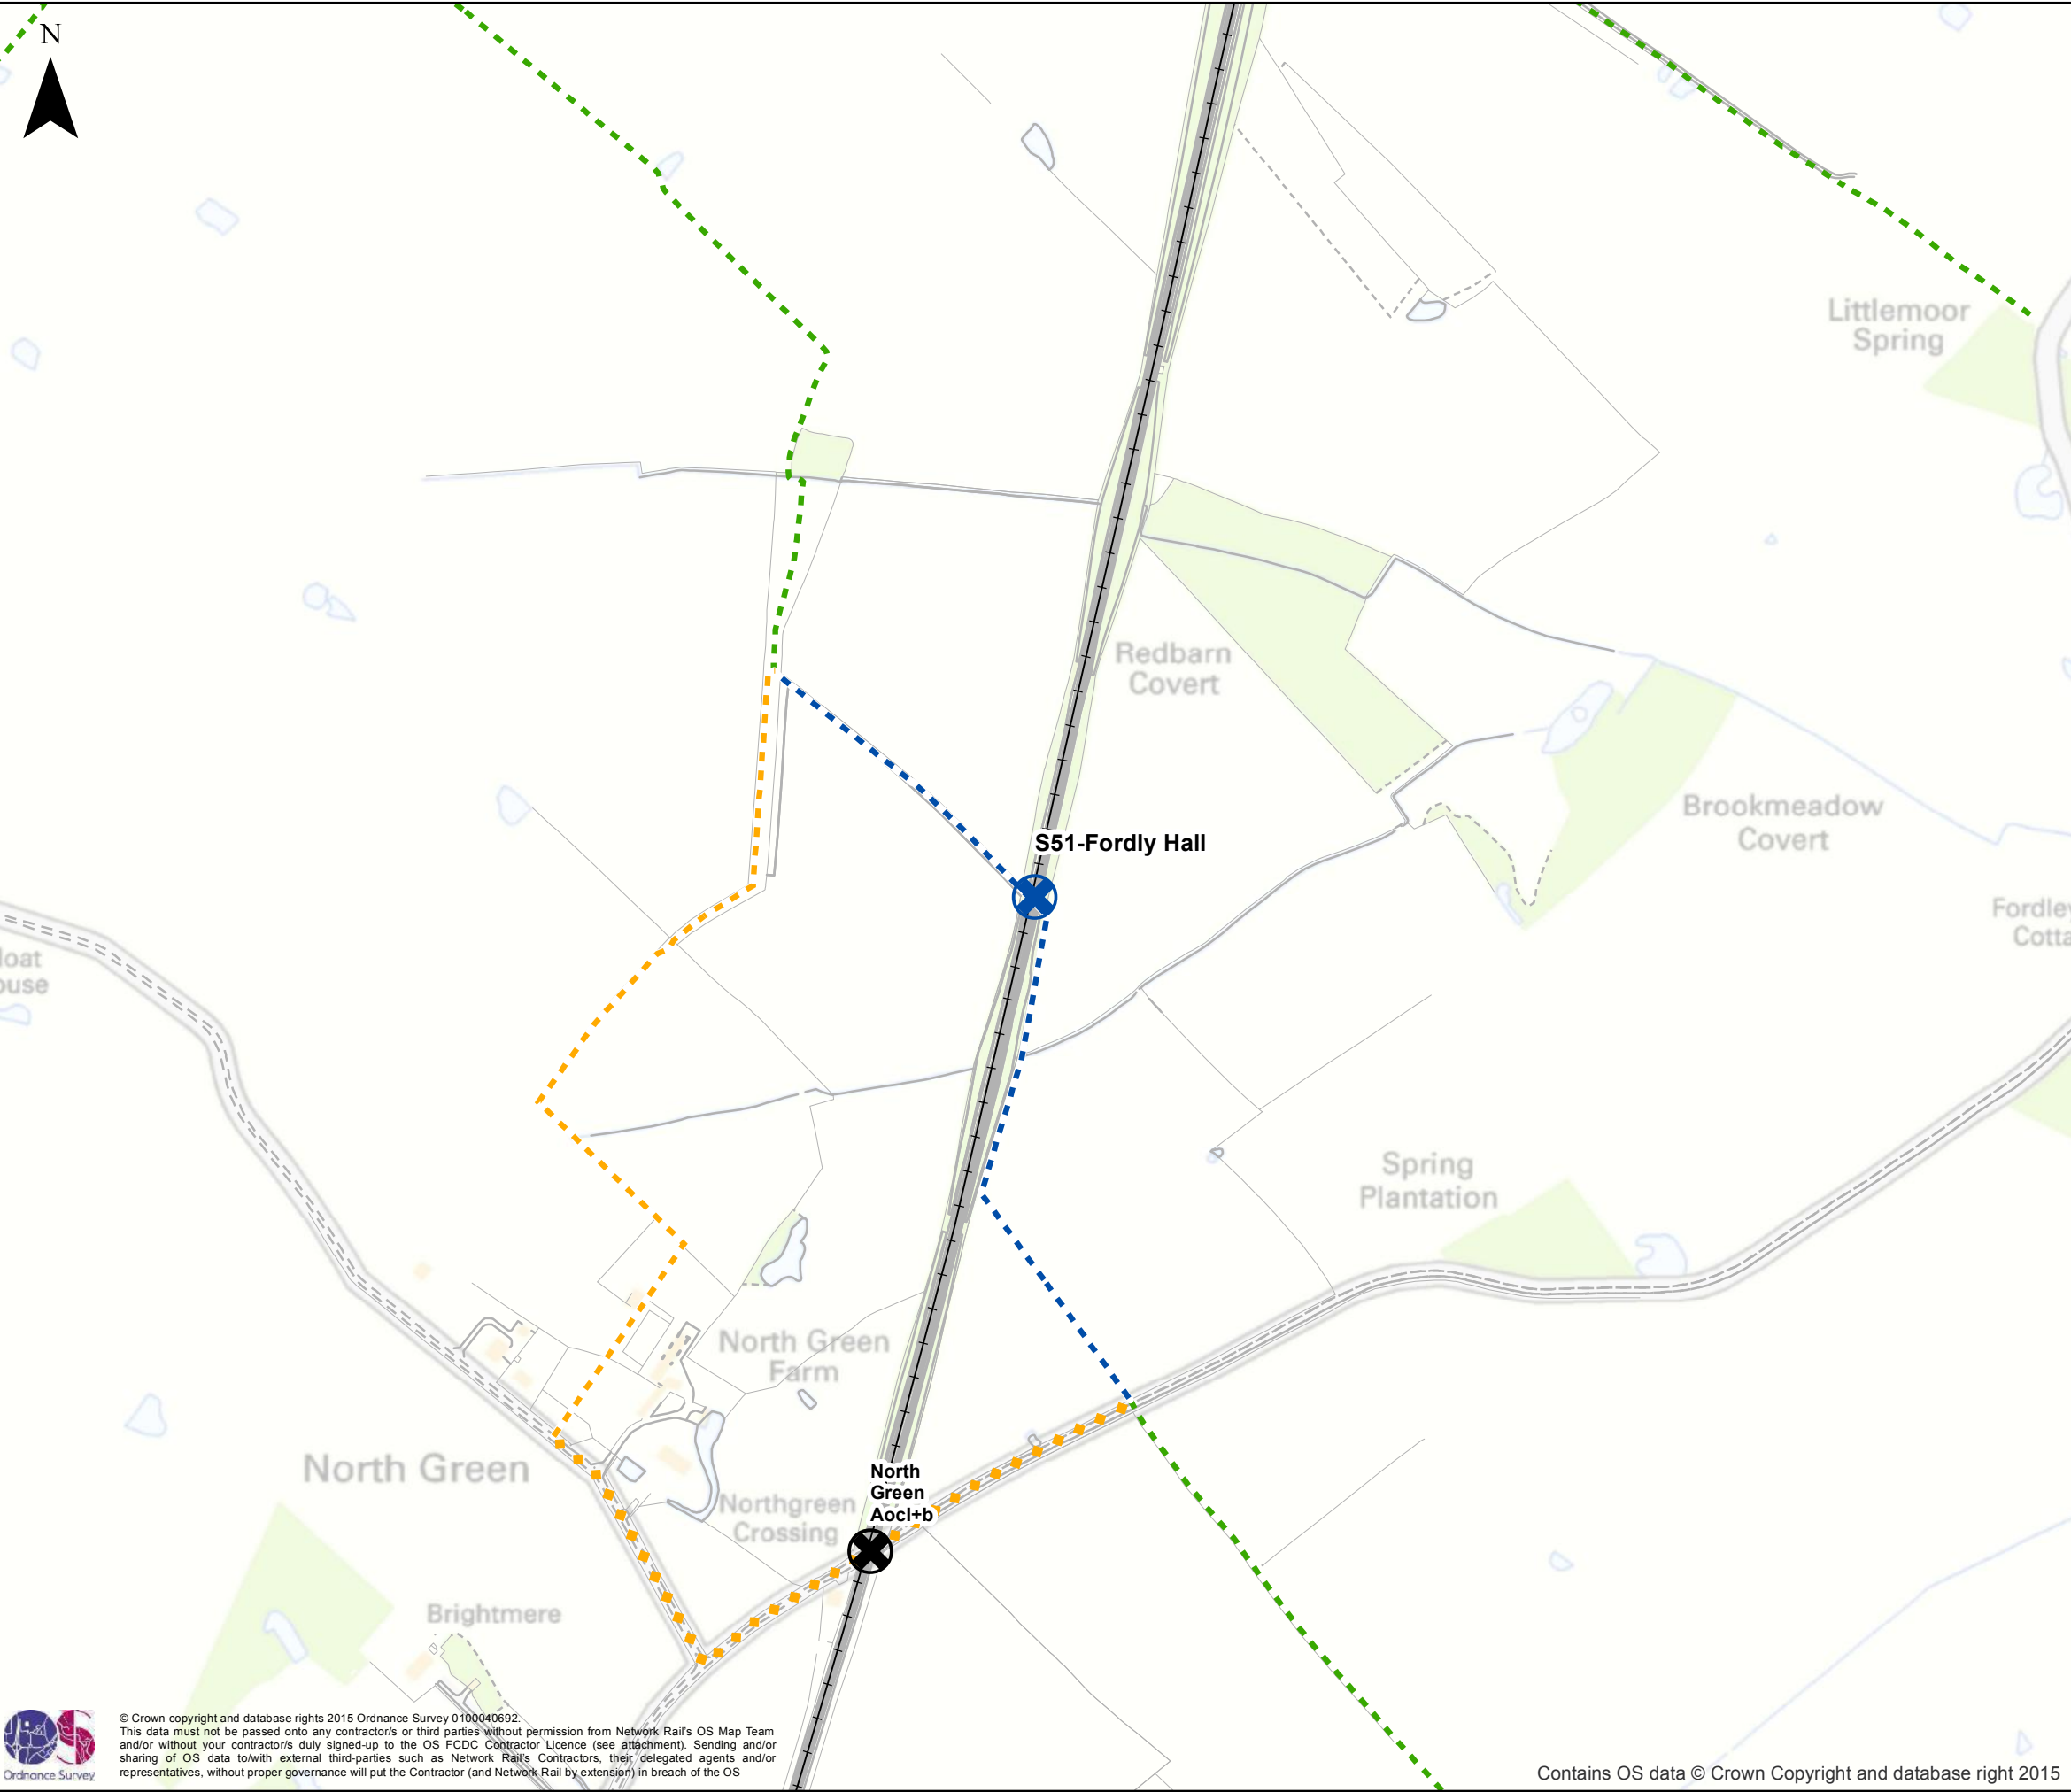 N
Littlemoor
Spring
Redbarn
Covert
Brookmeadow
Covert
S51-Fordly Hall
Spring
Plantation
North Green
Farm
North Green
North
Green
Aocl+b
Northgreen
Crossing
Brightmere
© Crown copyright and database rights 2015 Ordnance Survey 0100040692.
This data must not be passed onto any contractor/s or third parties without permission from Network Rail's OS Map Team
and/or without your contractor/s duly signed-up to the OS FCDC Contractor Licence (see attachment). Sending and/or
sharing of OS data to/with external third-parties such as Network Rail's Contractors, their delegated agents and/or
representatives, without proper governance will put the Contractor (and Network Rail by extension) in breach of the OS
Ordnance Survey
Contains OS data © Crown Copyright and database right 2015